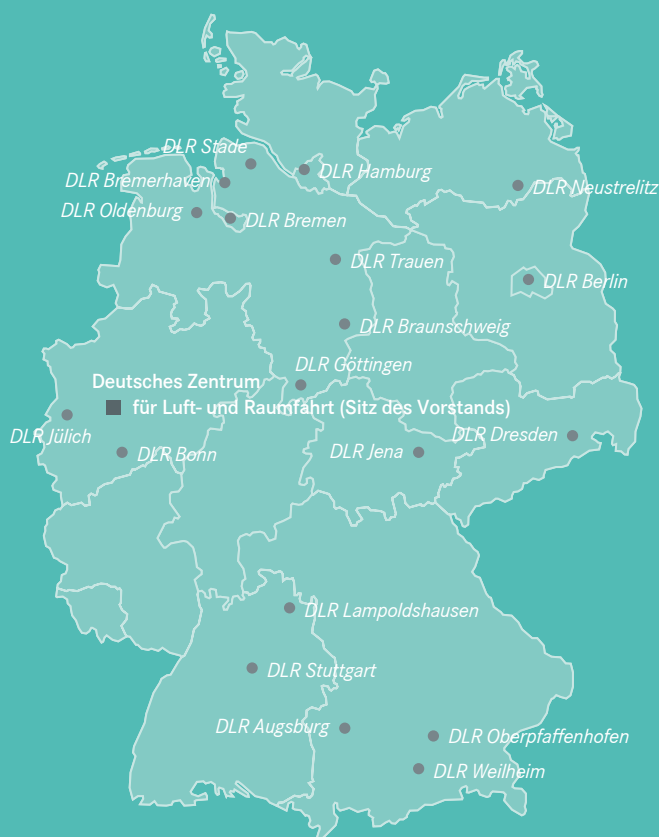 DLR Stade
DLR Hamburg
DLR Bremerhaven
DLR Neustrelitz
DLR Oldenburg
DLR Bremen
DLR Trauen
DLR Berlin
DLR Braunschweig
DLR Göttingen
Deutsches Zentrum
für Luft- und Raumfahrt (Sitz des Vorstands)
DLR Jülich
DLR Dresden
DLR Bonn
DLR Jena
DLR Lampoldshausen
DLR Stuttgart
DLR Augsburg
DLR Oberpfaffenhofen
DLR Weilheim